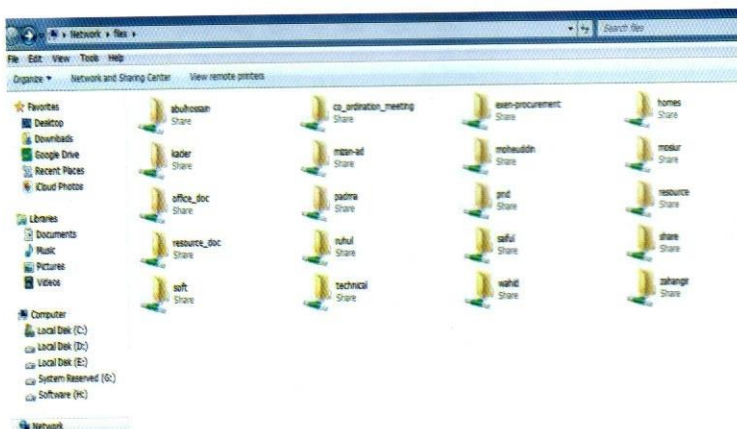 Network ▸ files ▸
Search files
File Edit View Tools Help
Organize ▾ Network and Sharing Center View remote printers
Favorites
Desktop
Downloads
Google Drive
Recent Places
iCloud Photos
Libraries
Documents
Music
Pictures
Videos
Computer
Local Disk (C:)
Local Disk (D:)
Local Disk (E:)
System Reserved (G:)
Software (H:)
Network
abulhossain
Share
co_ordination_meeting
Share
exen-procurement
Share
homes
Share
kader
Share
mizan-ad
Share
moheuddin
Share
mosiur
Share
office_doc
Share
padma
Share
pnd
Share
resource
Share
resource_doc
Share
ruhul
Share
saiful
Share
share
Share
soft
Share
technical
Share
wahid
Share
zahangir
Share